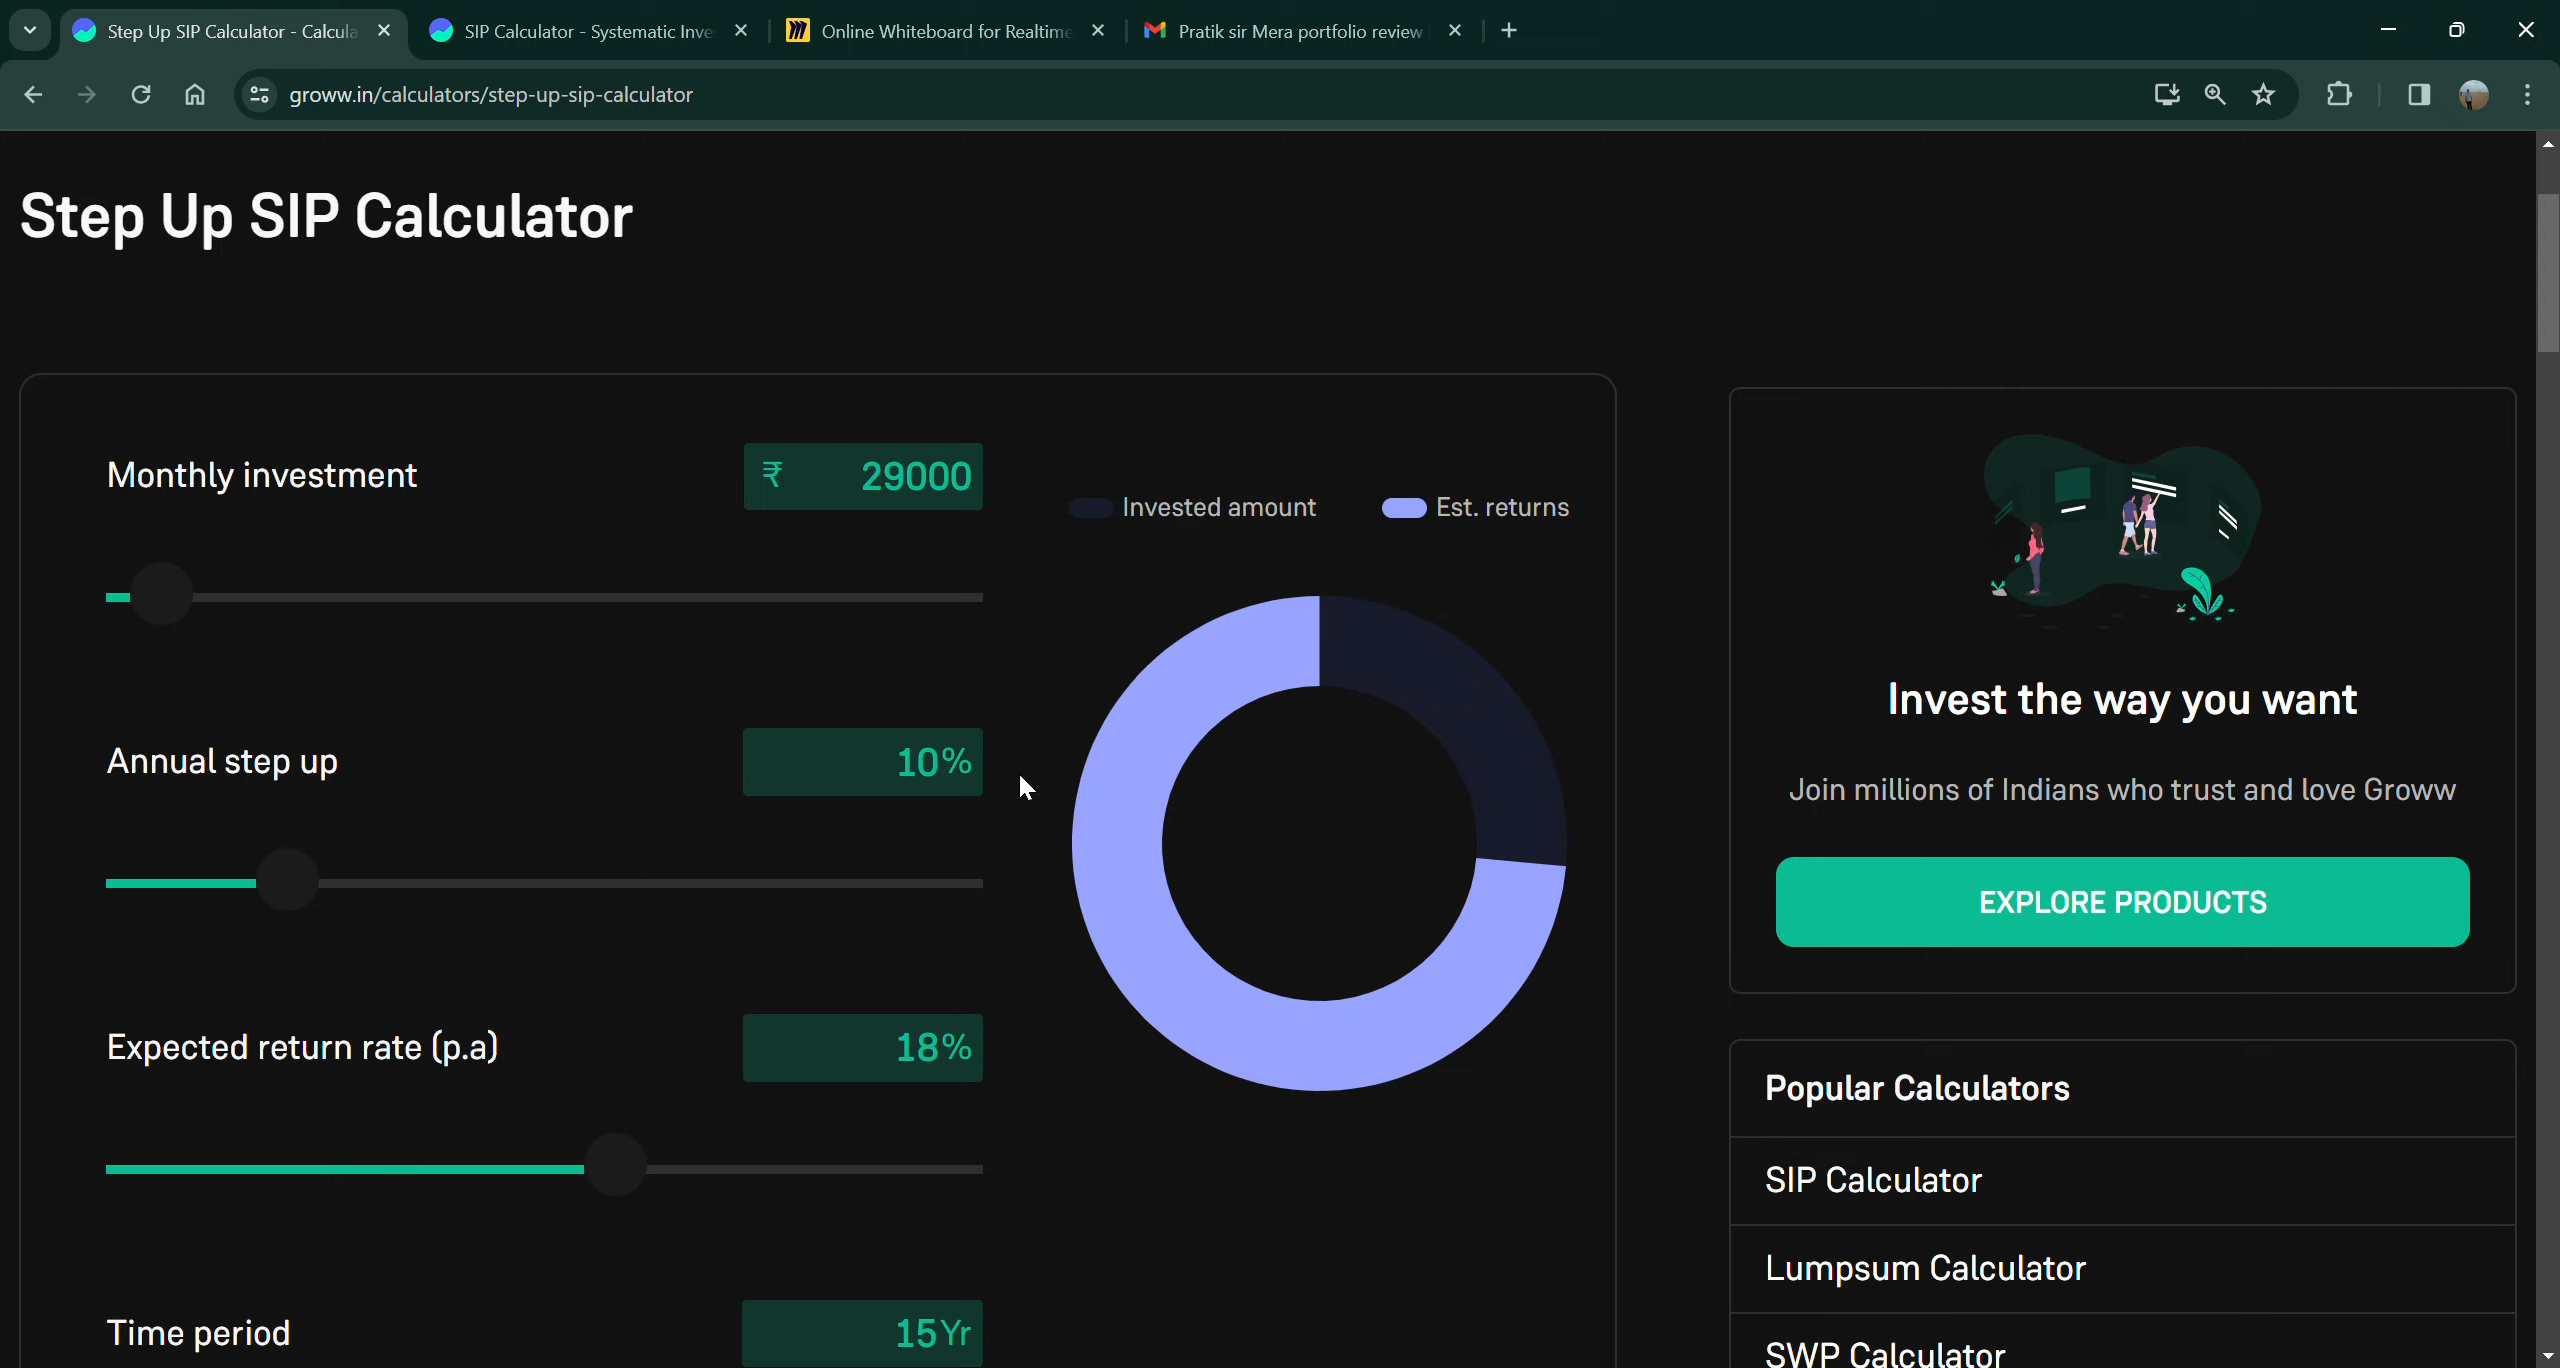 Step Up SIP Calculator - Calcula
SIP Calculator - Systematic Inve
Online Whiteboard for Realtime
Pratik sir Mera portfolio review
groww.in/calculators/step-up-sip-calculator
Step Up SIP Calculator
Monthly investment
₹ 29000
Invested amount
Est. returns
Annual step up
10%
Expected return rate (p.a)
18%
Time period
15Yr
Invest the way you want
Join millions of Indians who trust and love Groww
EXPLORE PRODUCTS
Popular Calculators
SIP Calculator
Lumpsum Calculator
SWP Calculator